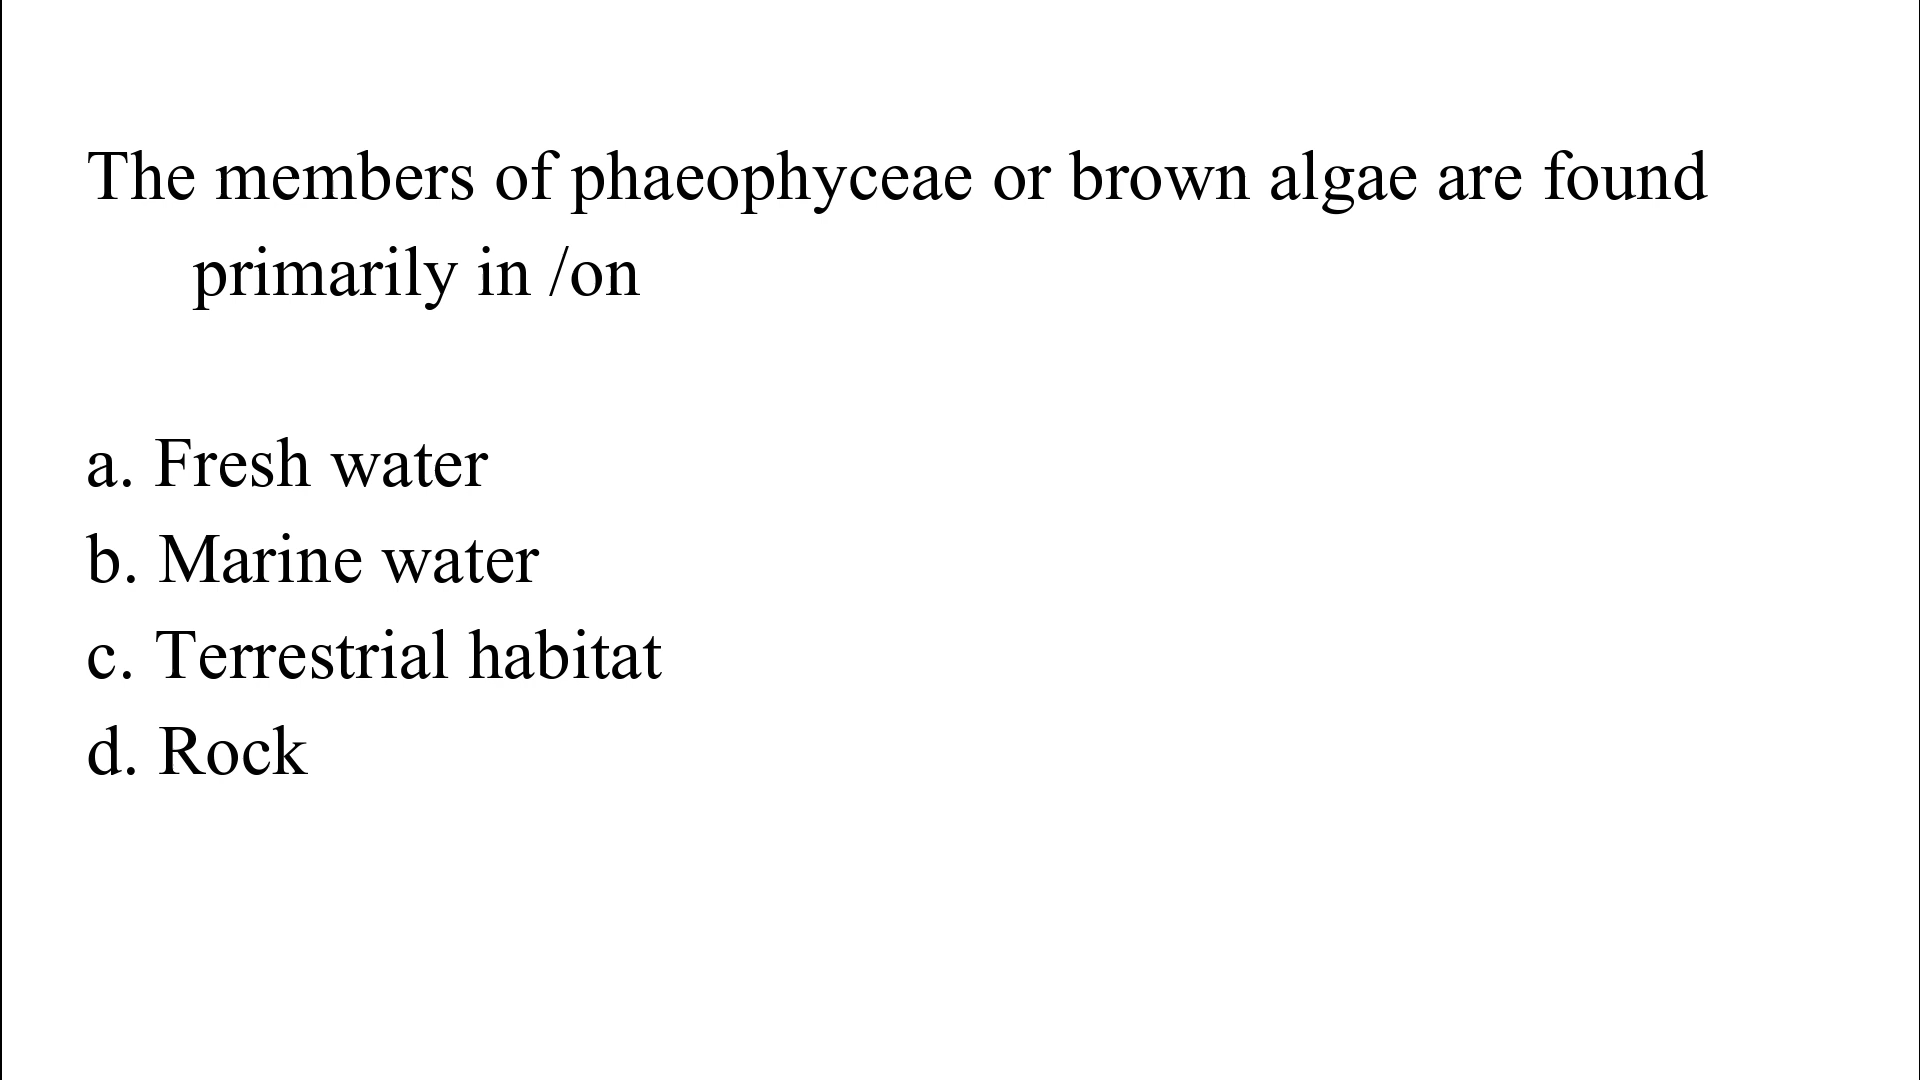 The members of phaeophyceae or brown algae are found
primarily in /on
a. Fresh water
b. Marine water
c. Terrestrial habitat
d. Rock